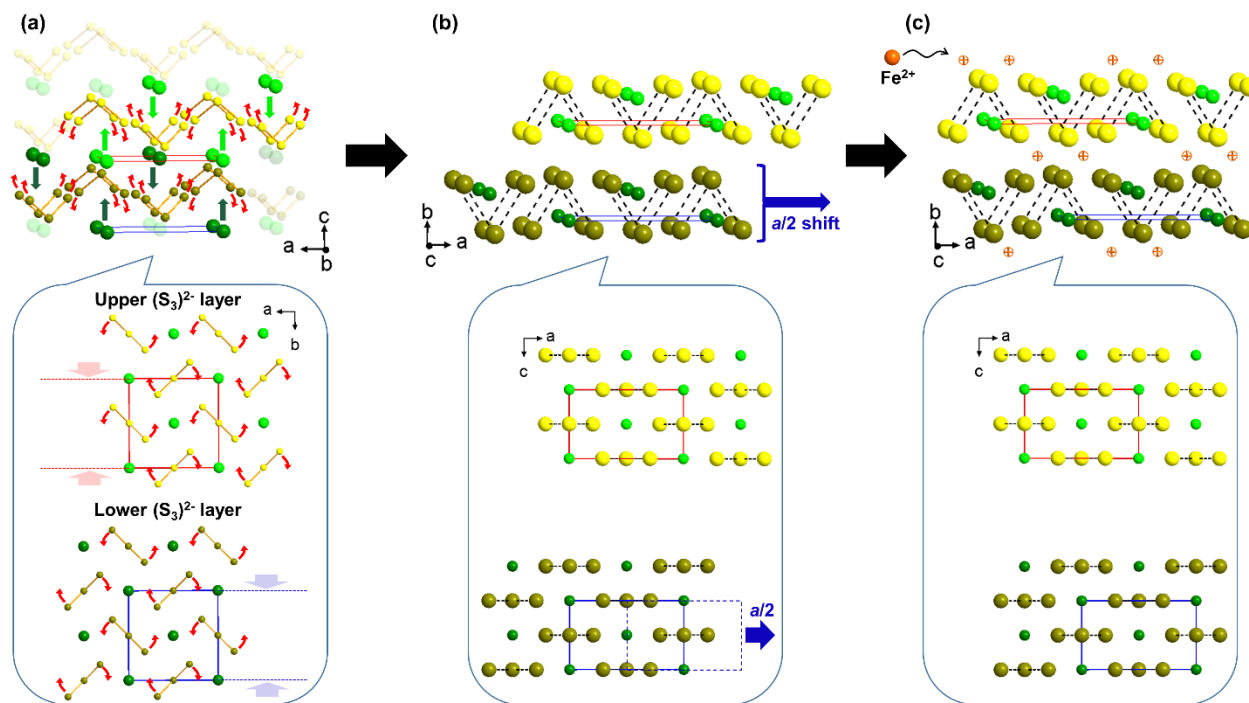 (a)
c
a
b
Upper (S₃)²⁻ layer
a
b
Lower (S₃)²⁻ layer
(b)
b
a
c
a/2 shift
a
c
a/2
(c)
Fe²⁺
b
a
c
a
c